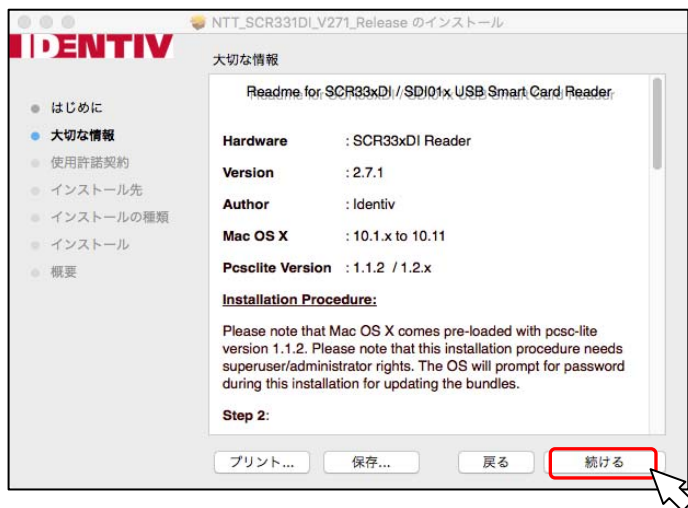 NTT_SCR331DI_V271_Release のインストール
IDENTIV
大切な情報
はじめに
大切な情報
使用許諾契約
インストール先
インストールの種類
インストール
概要
Readme for SCR33xDI / SDI01x USB Smart Card Reader
Hardware : SCR33xDI Reader
Version : 2.7.1
Author : Identiv
Mac OS X : 10.1.x to 10.11
Pcsclite Version : 1.1.2 / 1.2.x
Installation Procedure:
Please note that Mac OS X comes pre-loaded with pcsc-lite
version 1.1.2. Please note that this installation procedure needs
superuser/administrator rights. The OS will prompt for password
during this installation for updating the bundles.
Step 2:
プリント... 保存... 戻る 続ける